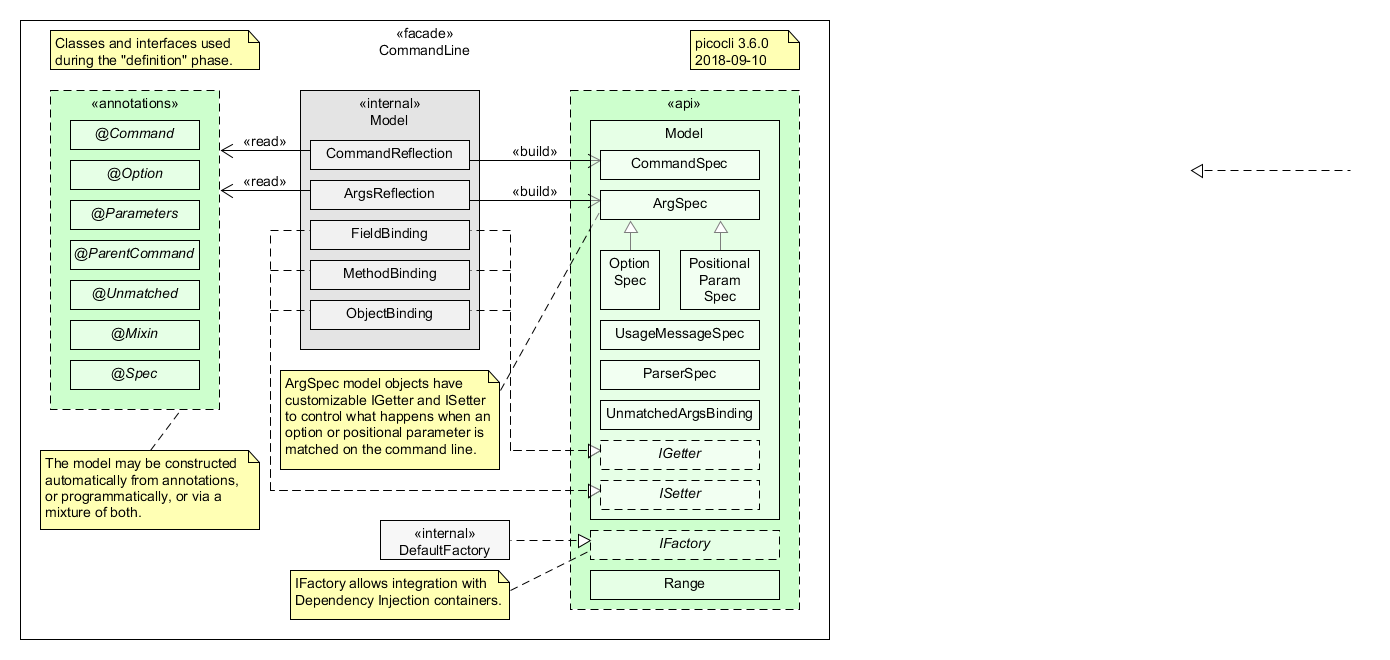 Classes and interfaces used
during the "definition" phase.
«facade»
CommandLine
picocli 3.6.0
2018-09-10
«annotations»
@Command
@Option
@Parameters
@ParentCommand
@Unmatched
@Mixin
@Spec
«read»
«read»
«internal»
Model
CommandReflection
ArgsReflection
FieldBinding
MethodBinding
ObjectBinding
«build»
«build»
«api»
Model
CommandSpec
ArgSpec
Option
Spec
Positional
Param
Spec
UsageMessageSpec
ParserSpec
UnmatchedArgsBinding
IGetter
ISetter
IFactory
Range
ArgSpec model objects have
customizable IGetter and ISetter
to control what happens when an
option or positional parameter is
matched on the command line.
The model may be constructed
automatically from annotations,
or programmatically, or via a
mixture of both.
«internal»
DefaultFactory
IFactory allows integration with
Dependency Injection containers.